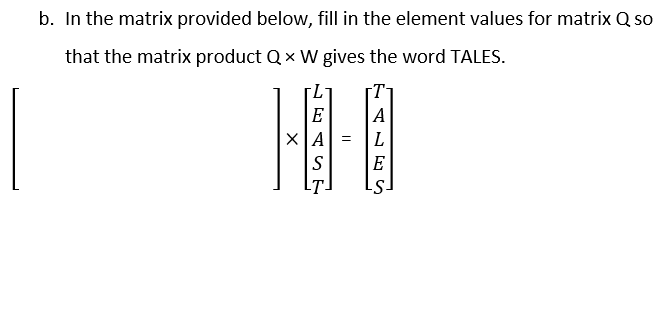 b. In the matrix provided below, fill in the element values for matrix Q so
that the matrix product Q × W gives the word TALES.
[ ] × [L E A S T] = [T A L E S]